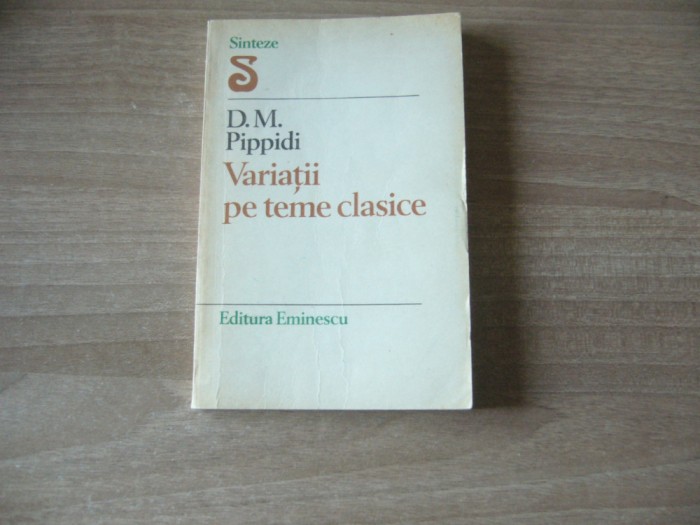 Sinteze
S
D.M.
Pippidi
Variații
pe teme clasice
Editura Eminescu